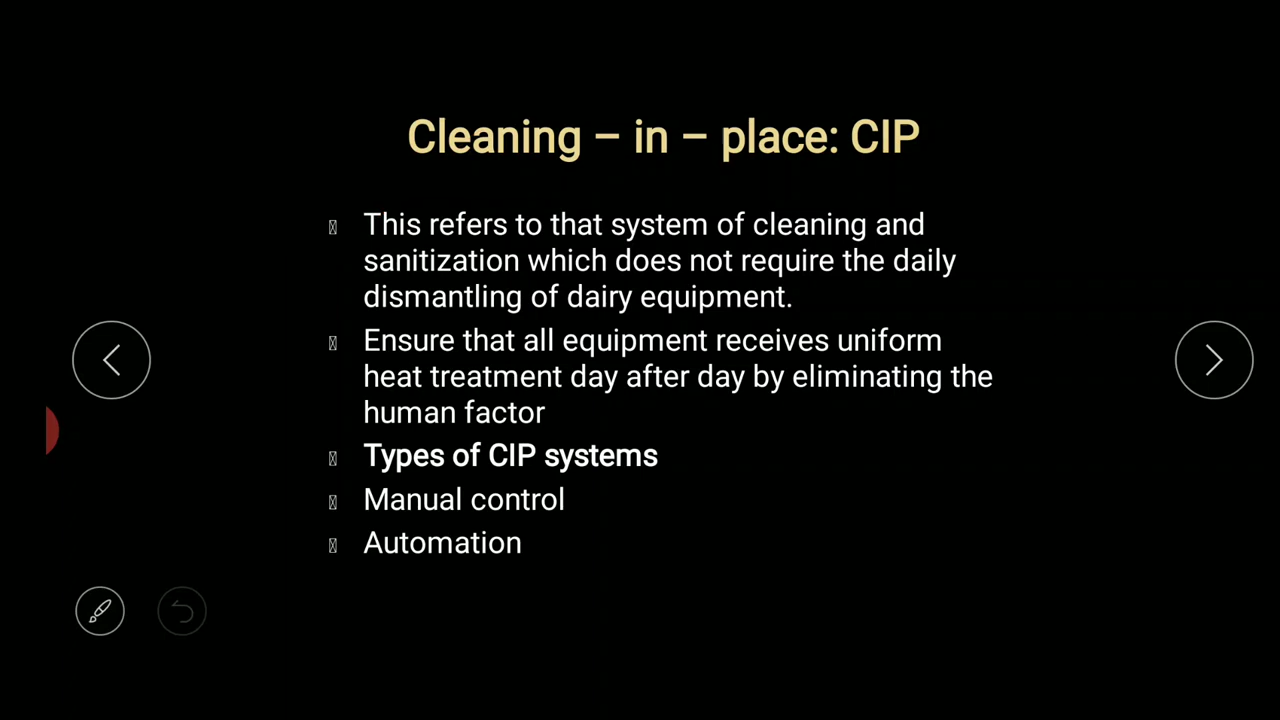 Cleaning – in – place: CIP
This refers to that system of cleaning and
sanitization which does not require the daily
dismantling of dairy equipment.
Ensure that all equipment receives uniform
heat treatment day after day by eliminating the
human factor
Types of CIP systems
Manual control
Automation